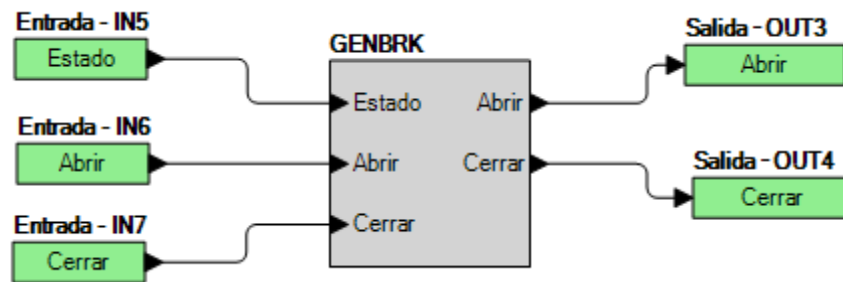 Entrada - IN5
Estado
Entrada - IN6
Abrir
Entrada - IN7
Cerrar
GENBRK
Estado Abrir
Abrir Cerrar
Cerrar
Salida - OUT3
Abrir
Salida - OUT4
Cerrar